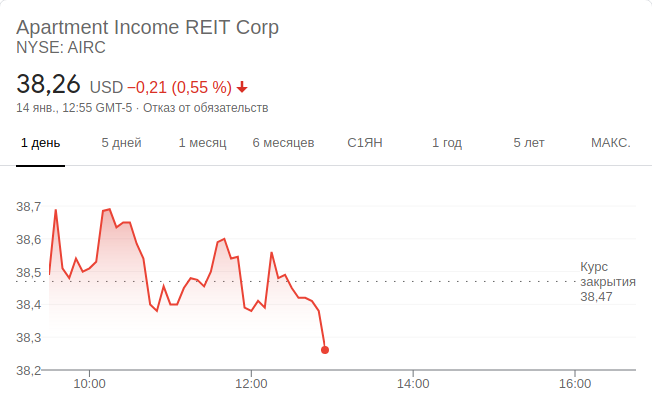 Apartment Income REIT Corp
NYSE: AIRC
38,26 USD −0,21 (0,55 %)
14 янв., 12:55 GMT-5 · Отказ от обязательств
1 день 5 дней 1 месяц 6 месяцев С1ЯН 1 год 5 лет МАКС.
38,7
38,6
38,5
38,4
38,3
38,2
Курс
закрытия
38,47
10:00 12:00 14:00 16:00